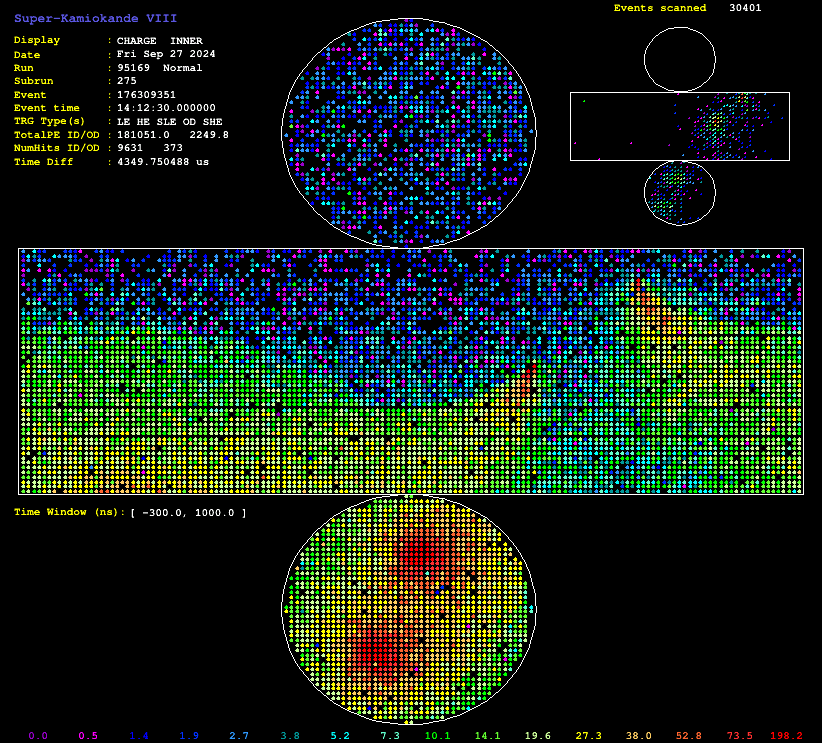 Super-Kamiokande VIII
Events scanned 30401
Display : CHARGE INNER
Date : Fri Sep 27 2024
Run : 95169 Normal
Subrun : 275
Event : 176309351
Event time : 14:12:30.000000
TRG Type(s) : LE HE SLE OD SHE
TotalPE ID/OD : 181051.0 2249.8
NumHits ID/OD : 9631 373
Time Diff : 4349.750488 us
Time Window (ns): [ -300.0, 1000.0 ]
0.0 0.5 1.4 1.9 2.7 3.8 5.2 7.3 10.1 14.1 19.6 27.3 38.0 52.8 73.5 198.2